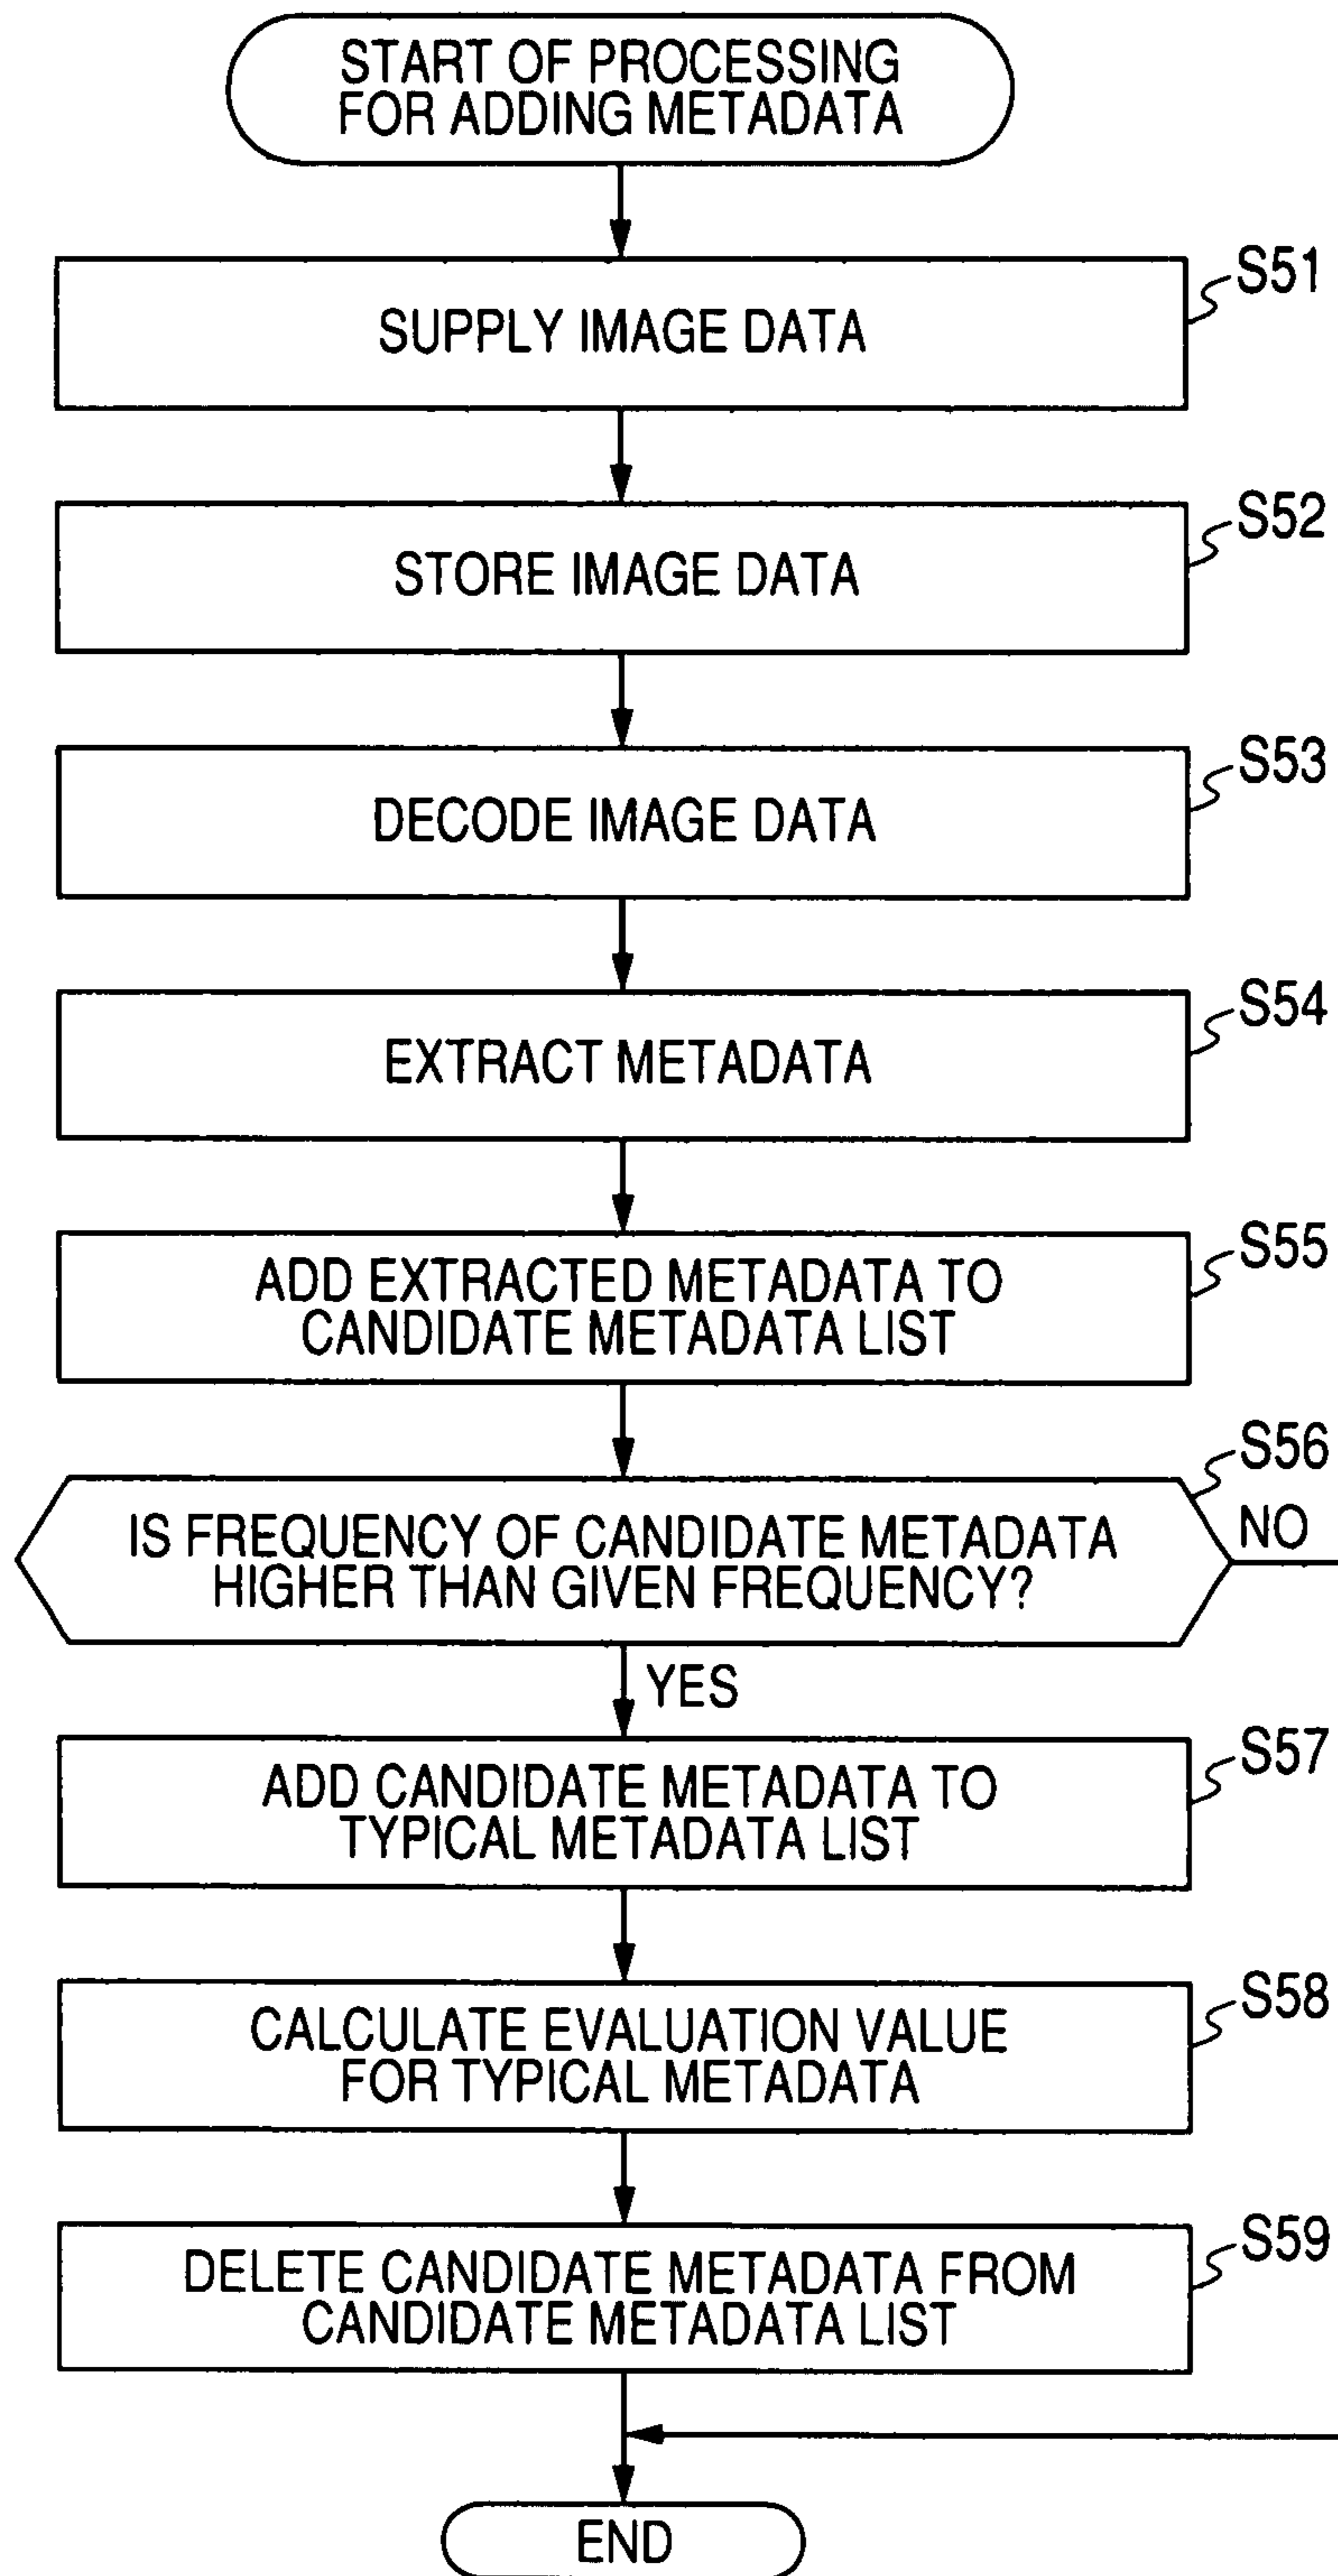 START OF PROCESSING
FOR ADDING METADATA
S51
SUPPLY IMAGE DATA
S52
STORE IMAGE DATA
S53
DECODE IMAGE DATA
S54
EXTRACT METADATA
S55
ADD EXTRACTED METADATA TO
CANDIDATE METADATA LIST
S56
IS FREQUENCY OF CANDIDATE METADATA
HIGHER THAN GIVEN FREQUENCY?
NO
YES
S57
ADD CANDIDATE METADATA TO
TYPICAL METADATA LIST
S58
CALCULATE EVALUATION VALUE
FOR TYPICAL METADATA
S59
DELETE CANDIDATE METADATA FROM
CANDIDATE METADATA LIST
END